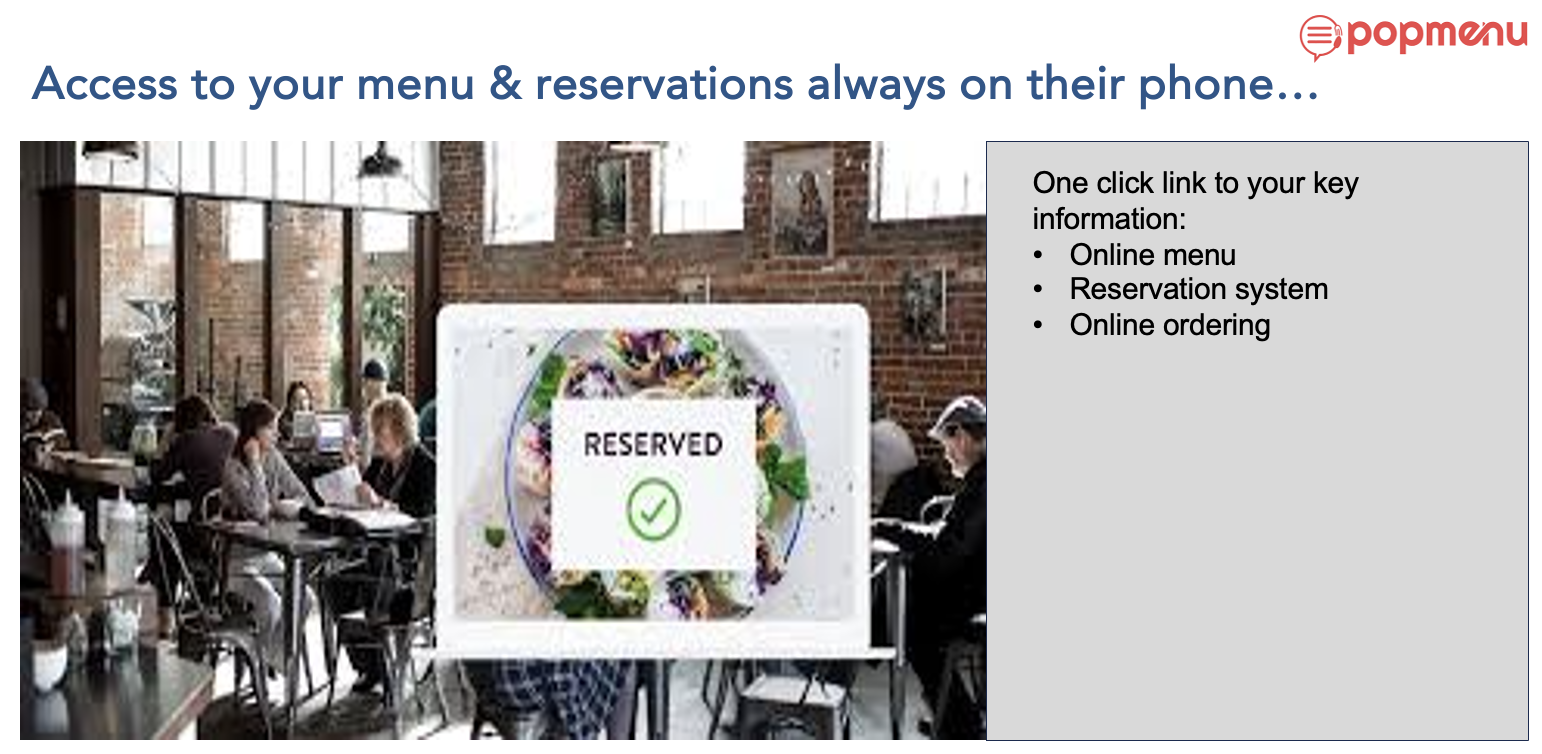 popmenu
Access to your menu & reservations always on their phone…
One click link to your key
information:
• Online menu
• Reservation system
• Online ordering
RESERVED